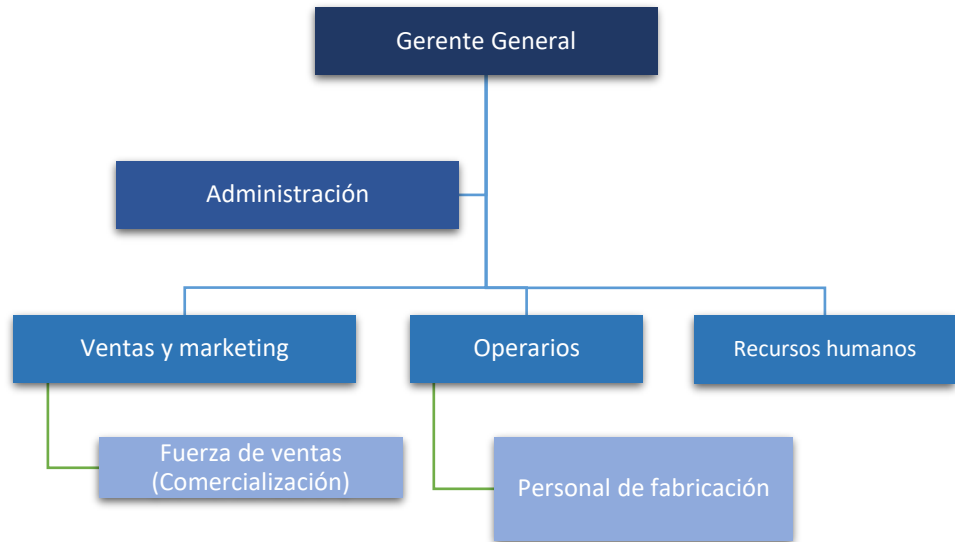 Gerente General
Administración
Ventas y marketing
Operarios
Recursos humanos
Fuerza de ventas
(Comercialización)
Personal de fabricación